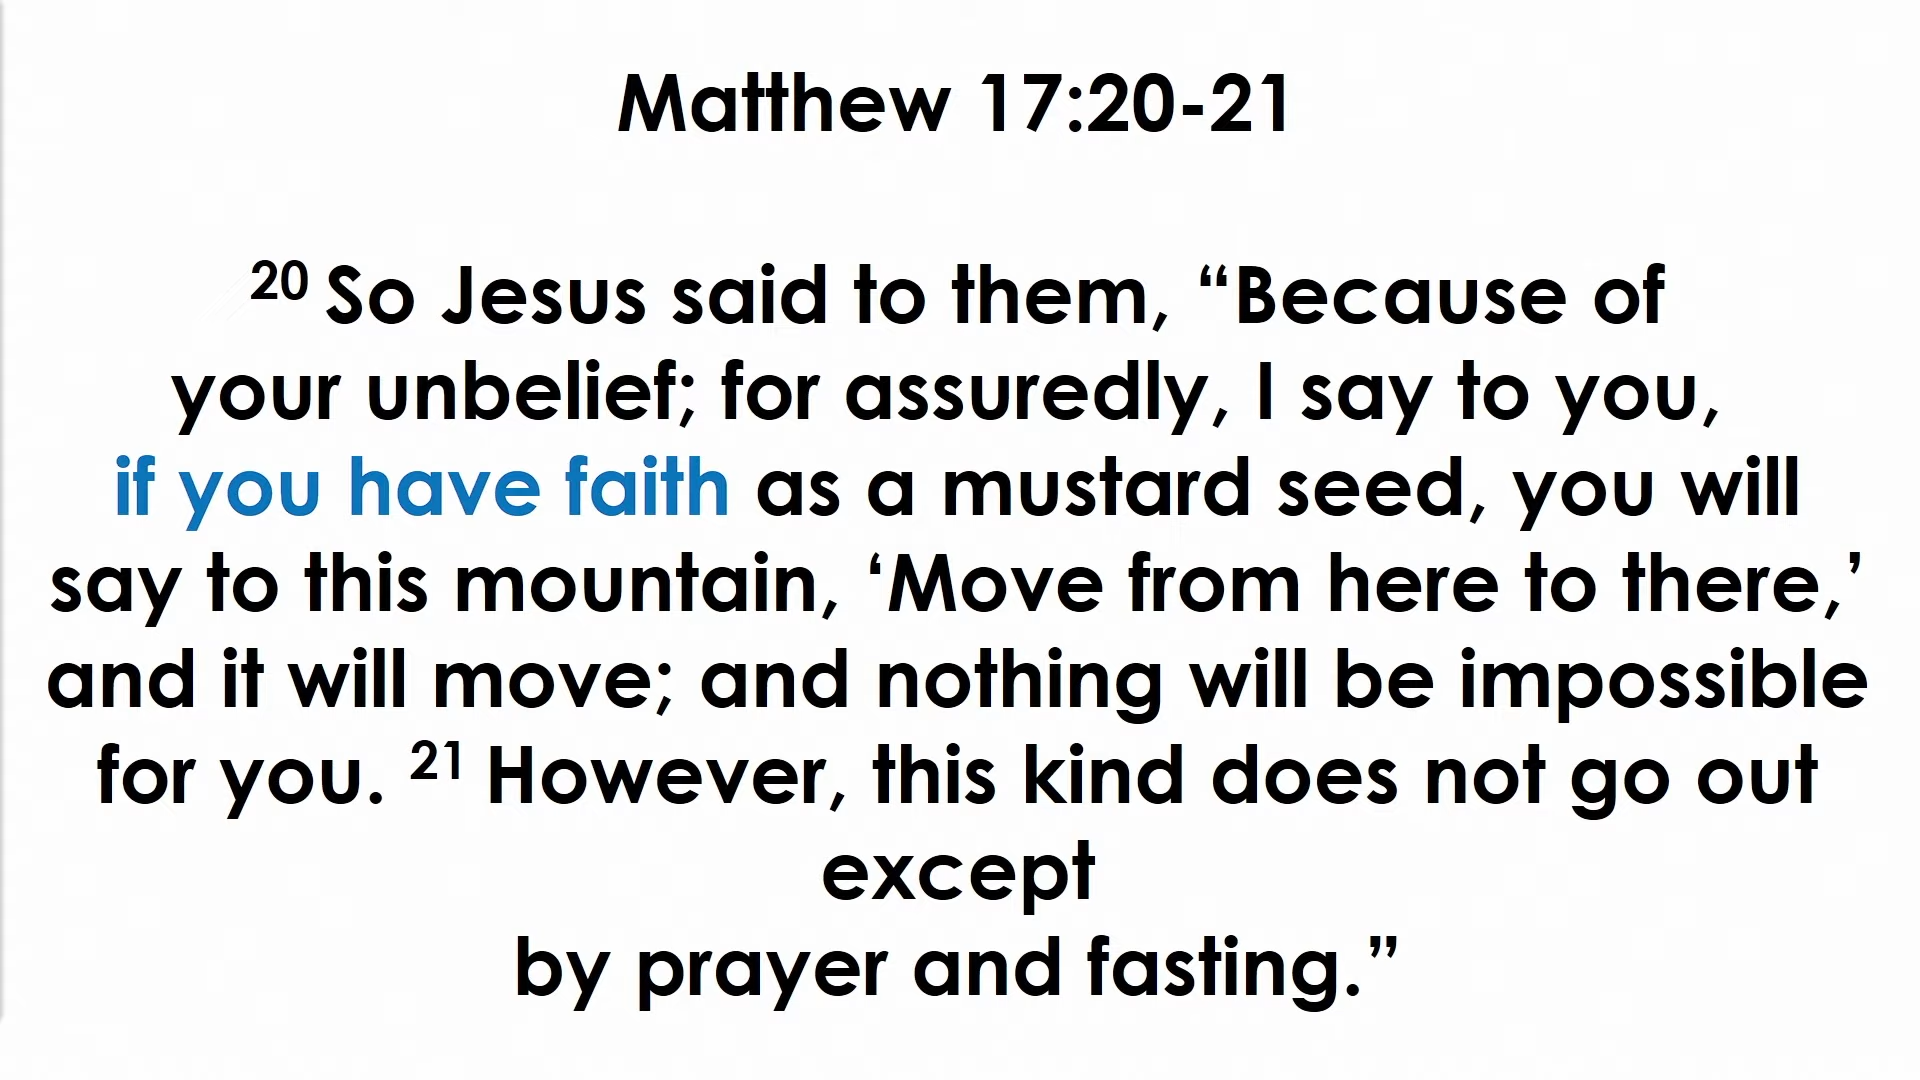 Matthew 17:20-21
20 So Jesus said to them, “Because of
your unbelief; for assuredly, I say to you,
if you have faith as a mustard seed, you will
say to this mountain, ‘Move from here to there,’
and it will move; and nothing will be impossible
for you. 21 However, this kind does not go out
except
by prayer and fasting.”